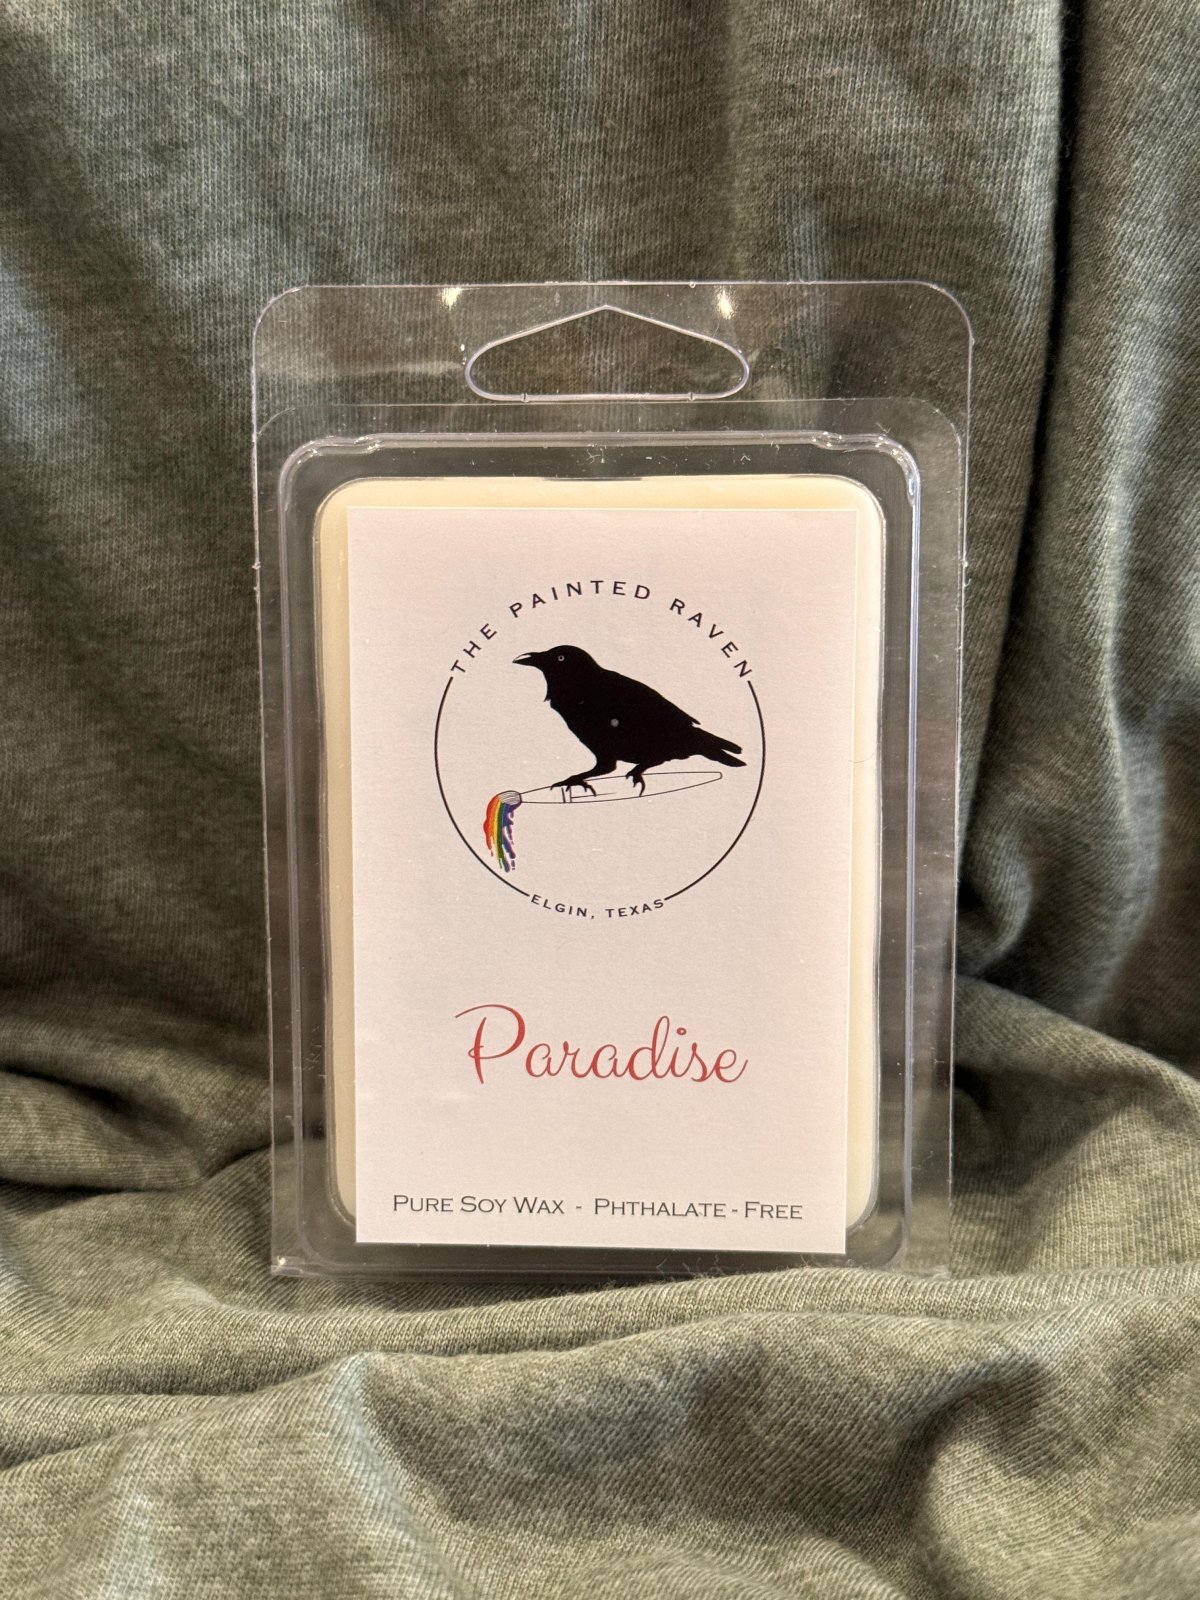 THE PAINTED RAVEN
ELGIN, TEXAS
Paradise
PURE SOY WAX - PHTHALATE-FREE